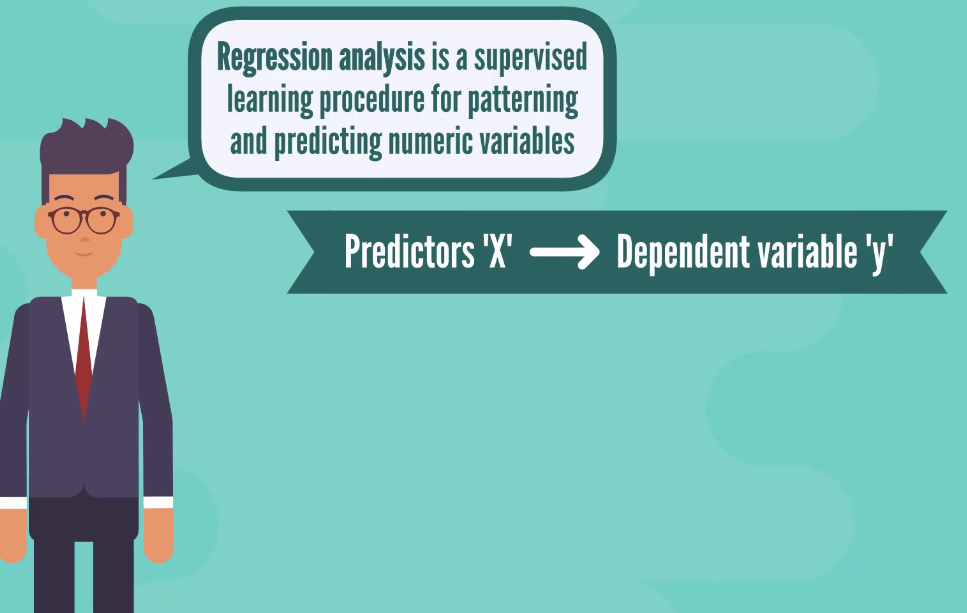 Regression analysis is a supervised
learning procedure for patterning
and predicting numeric variables
Predictors 'X' → Dependent variable 'y'